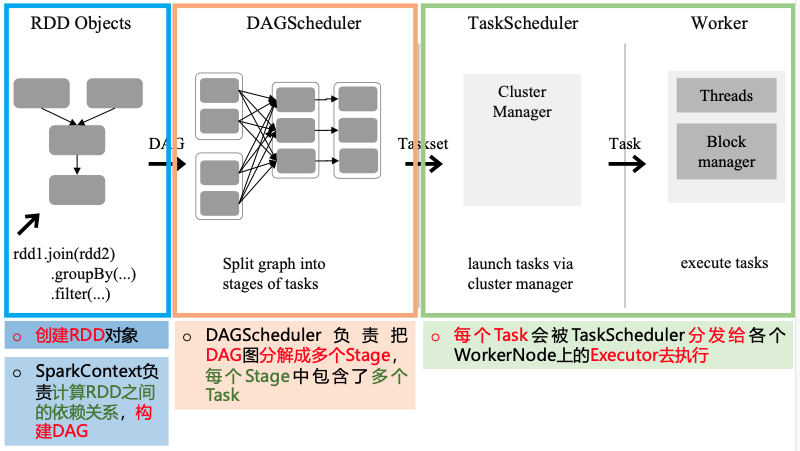 RDD Objects
DAGScheduler
TaskScheduler
Worker
Cluster
Manager
Threads
Block
manager
DAG
Taskset
Task
rdd1.join(rdd2)
.groupBy(...)
.filter(...)
Split graph into
stages of tasks
launch tasks via
cluster manager
execute tasks
○ 创建RDD对象
○ SparkContext负
责计算RDD之间
的依赖关系，构
建DAG
○ DAGScheduler 负责把
DAG图分解成多个Stage，
每个Stage中包含了多个
Task
○ 每个Task会被TaskScheduler分发给各个
WorkerNode上的Executor去执行